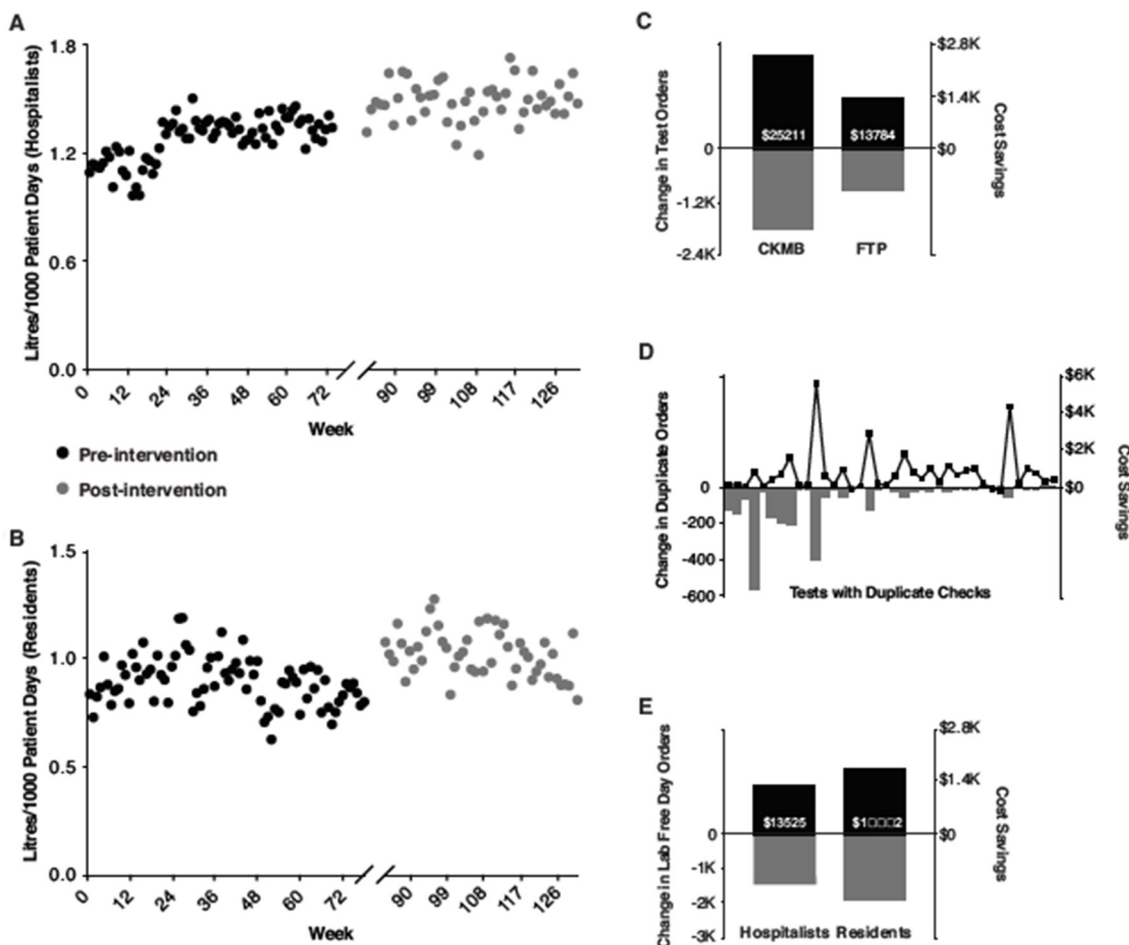 A
1.8
1.2
0.6
0.0
Litres/1000 Patient Days (Hospitalists)
0 12 24 36 48 60 72 90 99 108 117 126
Week
Pre-intervention
Post-intervention
B
1.5
1.0
0.5
0.0
Litres/1000 Patient Days (Residents)
0 12 24 36 48 60 72 90 99 108 117 126
Week
C
Change in Test Orders
0
-1.2K
-2.4K
$25211
$13784
CKMB FTP
$2.8K
$1.4K
$0
Cost Savings
D
Change in Duplicate Orders
0
-200
-400
-600
Tests with Duplicate Checks
$6K
$4K
$2K
$0
Cost Savings
E
Change in Lab Free Day Orders
0
-1K
-2K
-3K
$13525
Hospitalists Residents
$2.8K
$1.4K
$0
Cost Savings